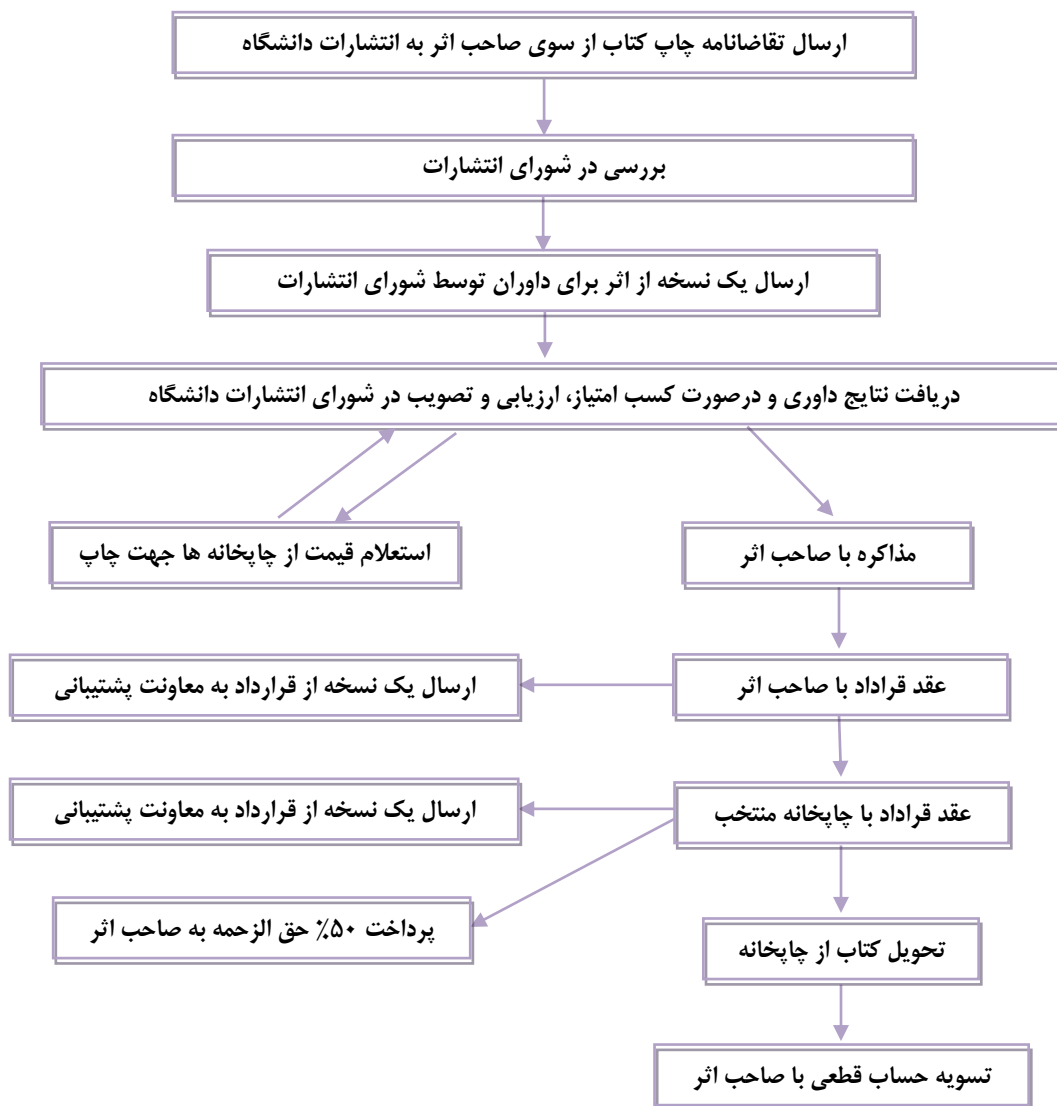 ارسال تقاضانامه چاپ کتاب از سوی صاحب اثر به انتشارات دانشگاه
بررسی در شورای انتشارات
ارسال یک نسخه از اثر برای داوران توسط شورای انتشارات
دریافت نتایج داوری و درصورت کسب امتیاز، ارزیابی و تصویب در شورای انتشارات دانشگاه
مذاکره با صاحب اثر
استعلام قیمت از چاپخانه ها جهت چاپ
عقد قراداد با صاحب اثر
ارسال یک نسخه از قرارداد به معاونت پشتیبانی
عقد قراداد با چاپخانه منتخب
ارسال یک نسخه از قرارداد به معاونت پشتیبانی
پرداخت ۵۰٪ حق الزحمه به صاحب اثر
تحویل کتاب از چاپخانه
تسویه حساب قطعی با صاحب اثر